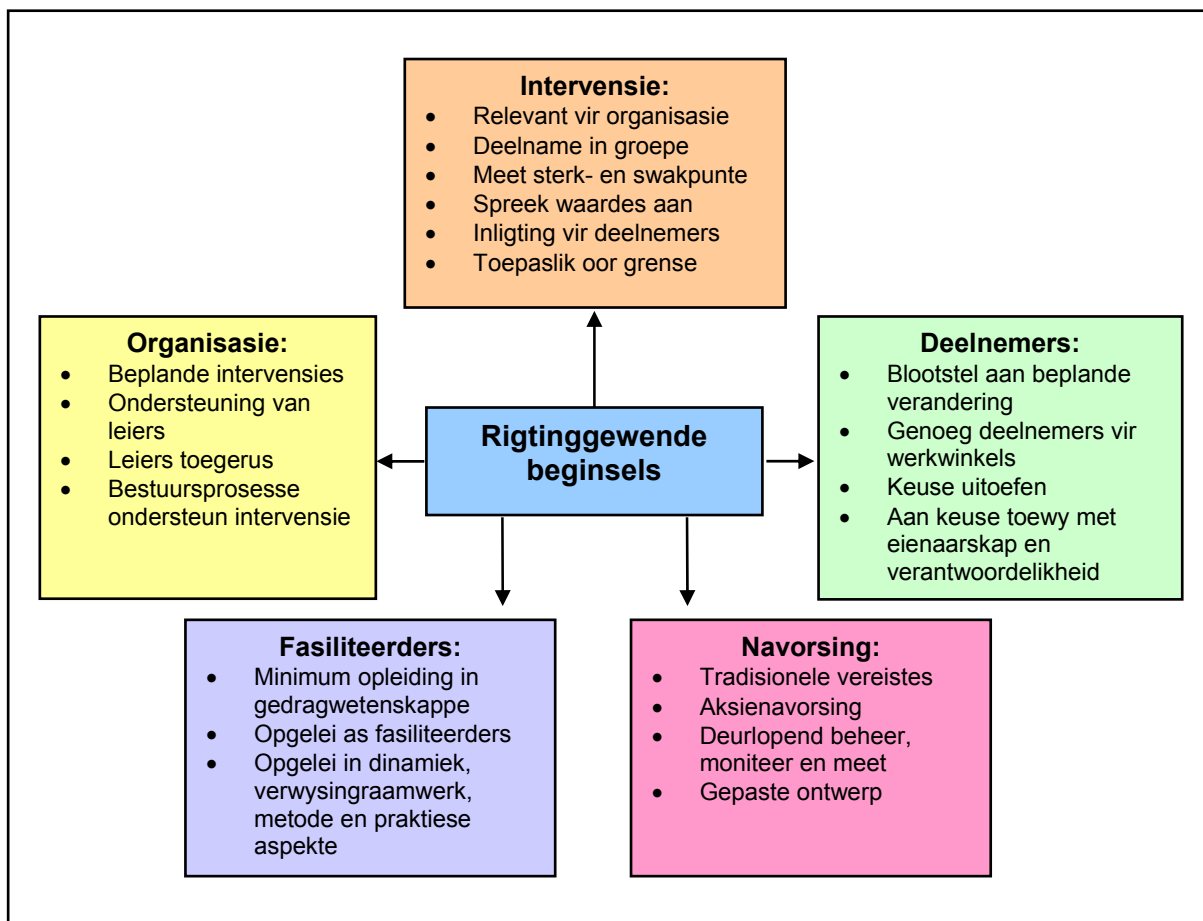 Intervensie:
• Relevant vir organisasie
• Deelname in groepe
• Meet sterk- en swakpunte
• Spreek waardes aan
• Inligting vir deelnemers
• Toepaslik oor grense
Organisasie:
• Beplande intervensies
• Ondersteuning van
leiers
• Leiers toegerus
• Bestuursprosesse
ondersteun intervensie
Rigtinggewende
beginsels
Deelnemers:
• Blootstel aan beplande
verandering
• Genoeg deelnemers vir
werkwinkels
• Keuse uitoefen
• Aan keuse toewy met
eienaarskap en
verantwoordelikheid
Fasiliteerders:
• Minimum opleiding in
gedragwetenskappe
• Opgelei as fasiliteerders
• Opgelei in dinamiek,
verwysingraamwerk,
metode en praktiese
aspekte
Navorsing:
• Tradisionele vereistes
• Aksienavorsing
• Deurlopend beheer,
moniteer en meet
• Gepaste ontwerp